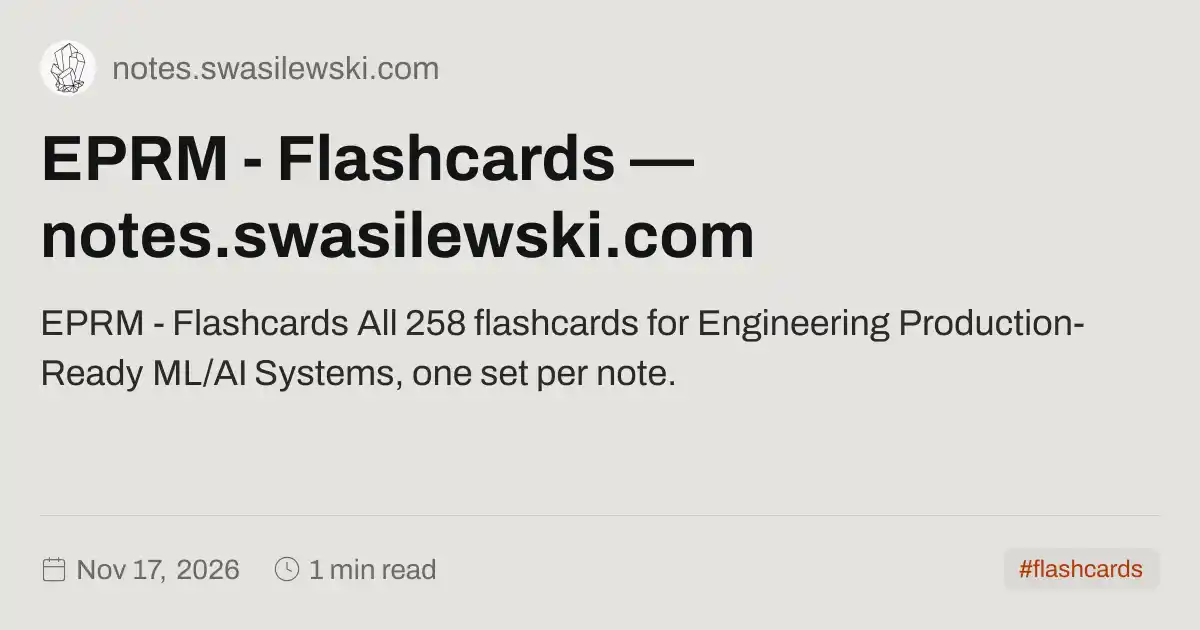 notes.swasilewski.com
EPRM - Flashcards —
notes.swasilewski.com
EPRM - Flashcards All 258 flashcards for Engineering Production-
Ready ML/AI Systems, one set per note.
Nov 17, 2026 1 min read #flashcards